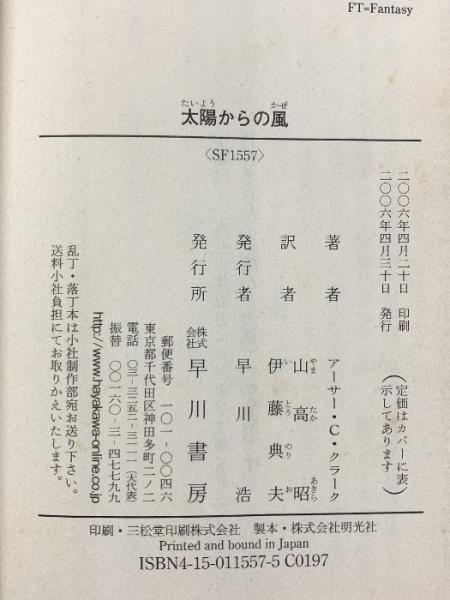 FT=Fantasy
たいよう かぜ
太陽からの風
〈SF1557〉
二〇〇六年四月二十日 印刷
二〇〇六年四月三十日 発行
(定価はカバーに表
示してあります)
著者 アーサー・C・クラーク
訳者 山高昭
やま たか あきら
伊藤典夫
い とう のり お
発行者 早川浩
発行所 株式会社 早川書房
郵便番号 一〇一-〇〇四六
東京都千代田区神田多町二ノ二
電話 〇三-三二五二-三一一一(大代表)
振替 〇〇一六〇-三-四七七九九
http://www.hayakawa-online.co.jp
乱丁・落丁本は小社制作部宛お送り下さい。
送料小社負担にてお取りかえいたします。
印刷・三松堂印刷株式会社 製本・株式会社明光社
Printed and bound in Japan
ISBN4-15-011557-5 C0197